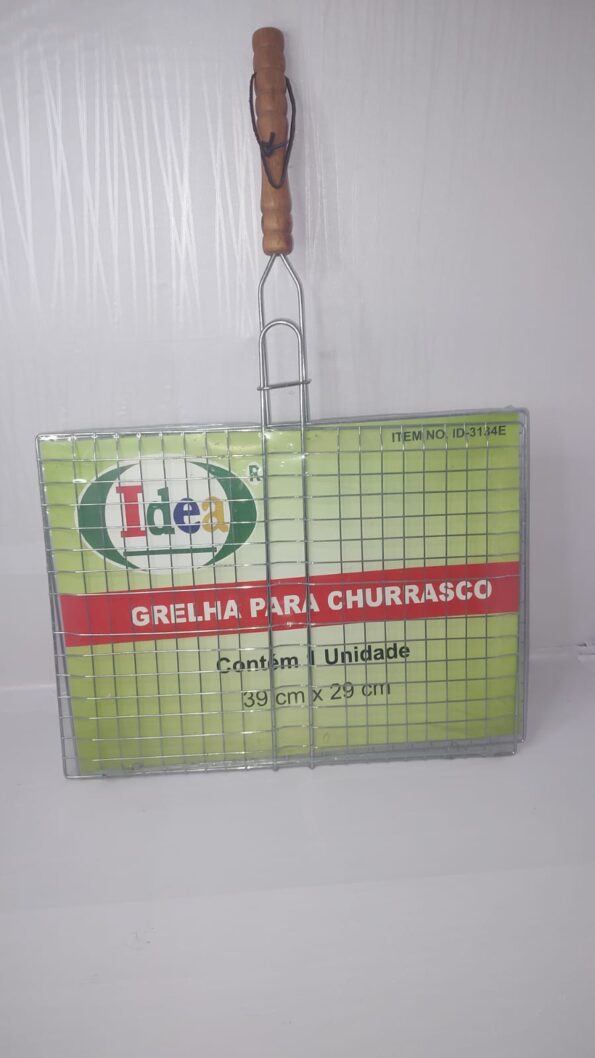 ITEM NO. ID-3134E
Idea
®
GRELHA PARA CHURRASCO
Contém 1 Unidade
39 cm x 29 cm